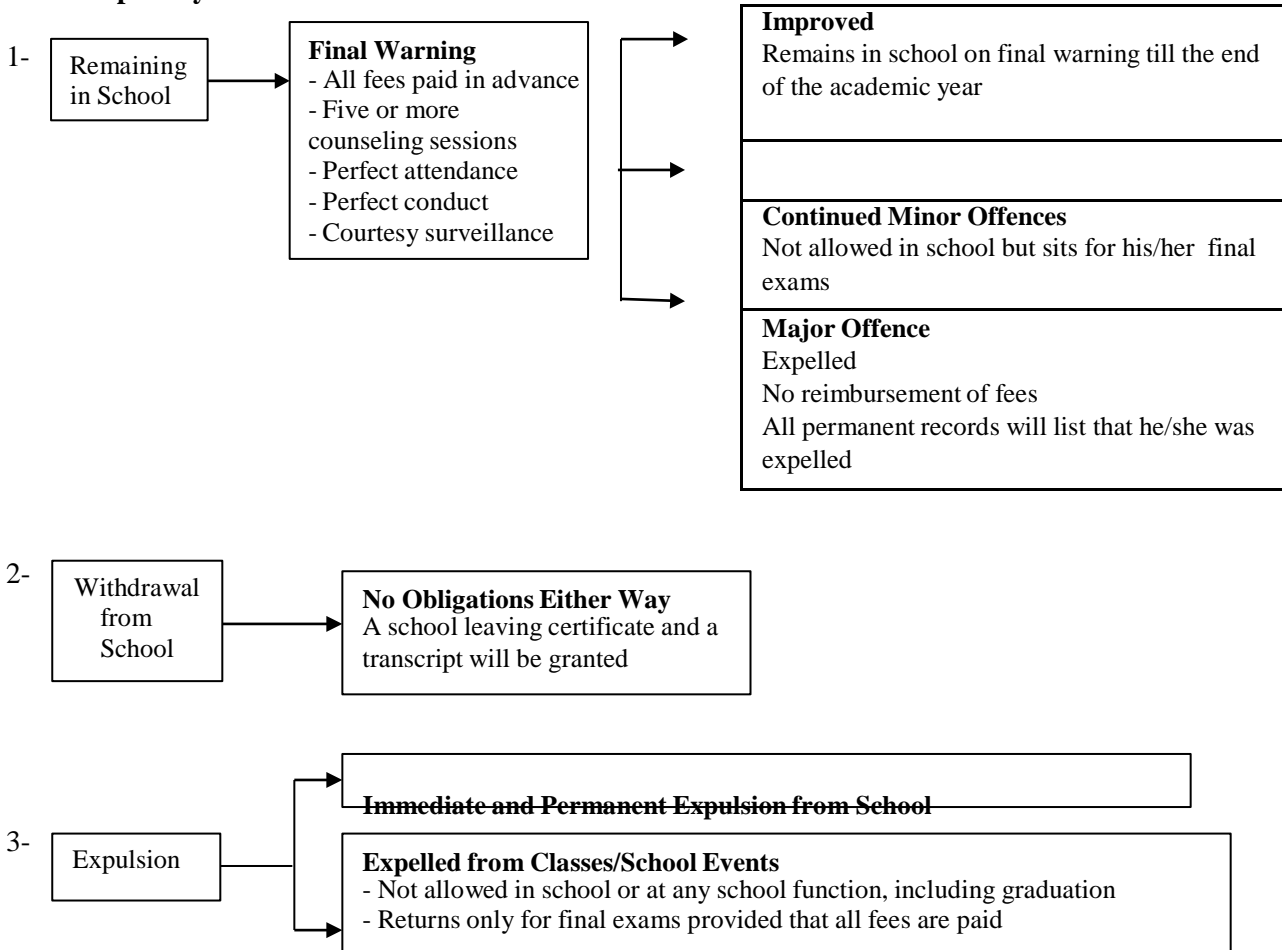 1-
Remaining
in School
Final Warning
- All fees paid in advance
- Five or more
counseling sessions
- Perfect attendance
- Perfect conduct
- Courtesy surveillance
Improved
Remains in school on final warning till the end
of the academic year
Continued Minor Offences
Not allowed in school but sits for his/her final
exams
Major Offence
Expelled
No reimbursement of fees
All permanent records will list that he/she was
expelled
2-
Withdrawal
from
School
No Obligations Either Way
A school leaving certificate and a
transcript will be granted
3-
Expulsion
Immediate and Permanent Expulsion from School
Expelled from Classes/School Events
- Not allowed in school or at any school function, including graduation
- Returns only for final exams provided that all fees are paid